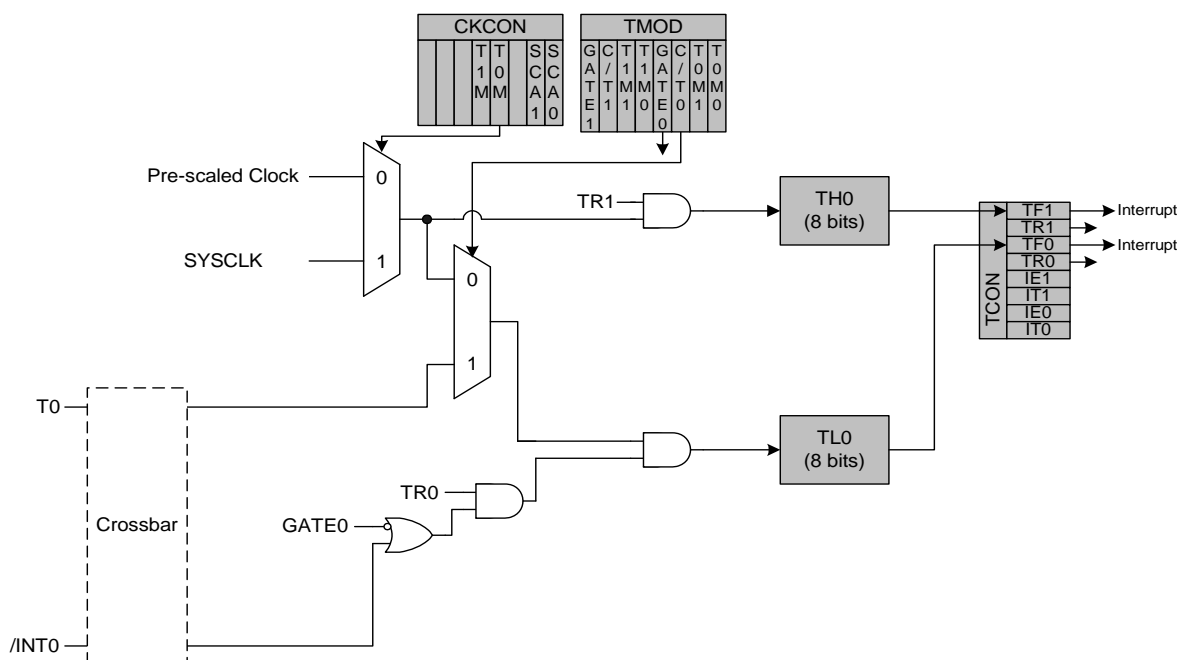 CKCON
T1M
T0M
SCA1
SCA0
TMOD
GATE1
C/T1
T1M1
T1M0
GATE0
C/T0
T0M1
T0M0
Pre-scaled Clock
0
SYSCLK
1
TR1
TH0
(8 bits)
TCON
TF1
TR1
TF0
TR0
IE1
IT1
IE0
IT0
Interrupt
Interrupt
0
1
T0
TL0
(8 bits)
TR0
GATE0
Crossbar
/INT0